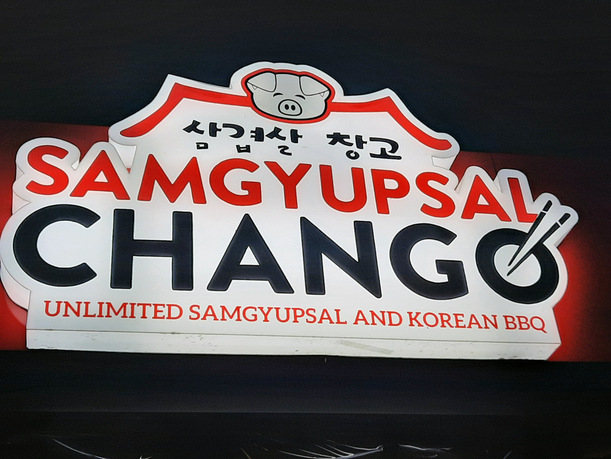 삼겹살 창고
SAMGYUPSAL
CHANGO
UNLIMITED SAMGYUPSAL AND KOREAN BBQ